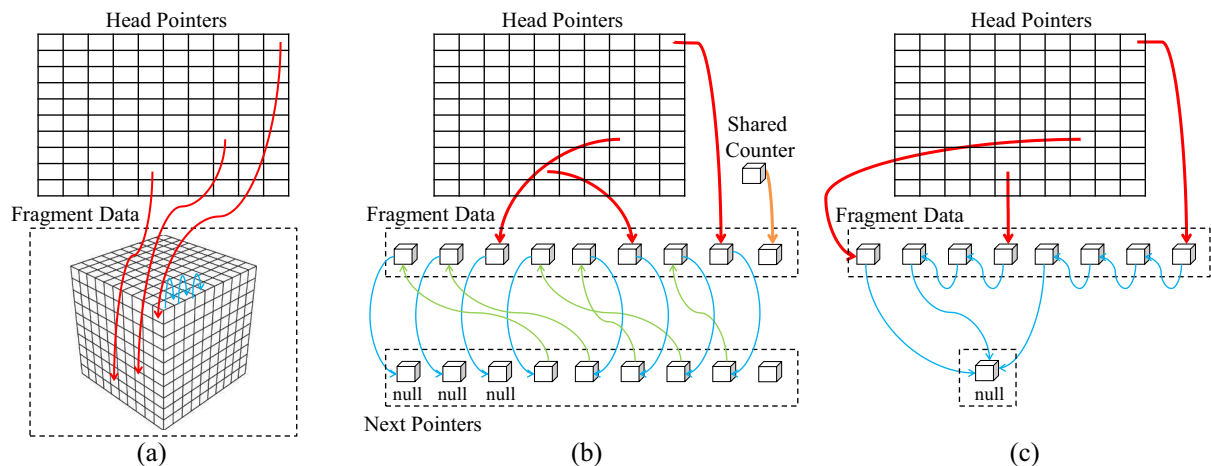 Head Pointers
Fragment Data
(a)
Head Pointers
Shared
Counter
Fragment Data
null
null
null
Next Pointers
(b)
Head Pointers
Fragment Data
null
(c)